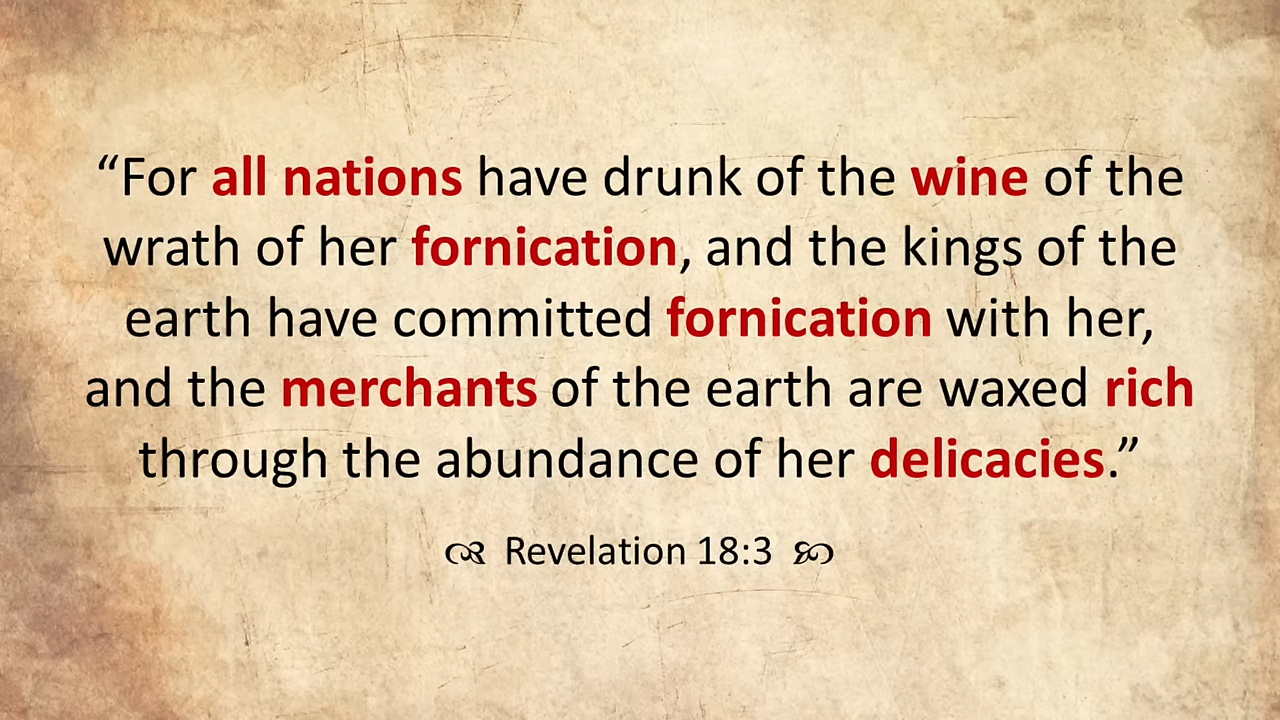 “For all nations have drunk of the wine of the
wrath of her fornication, and the kings of the
earth have committed fornication with her,
and the merchants of the earth are waxed rich
through the abundance of her delicacies.”
Revelation 18:3